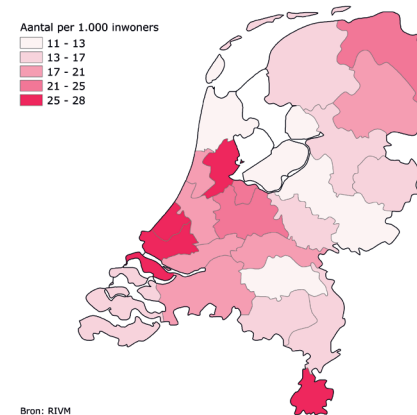 Aantal per 1.000 inwoners
11 - 13
13 - 17
17 - 21
21 - 25
25 - 28
Bron: RIVM